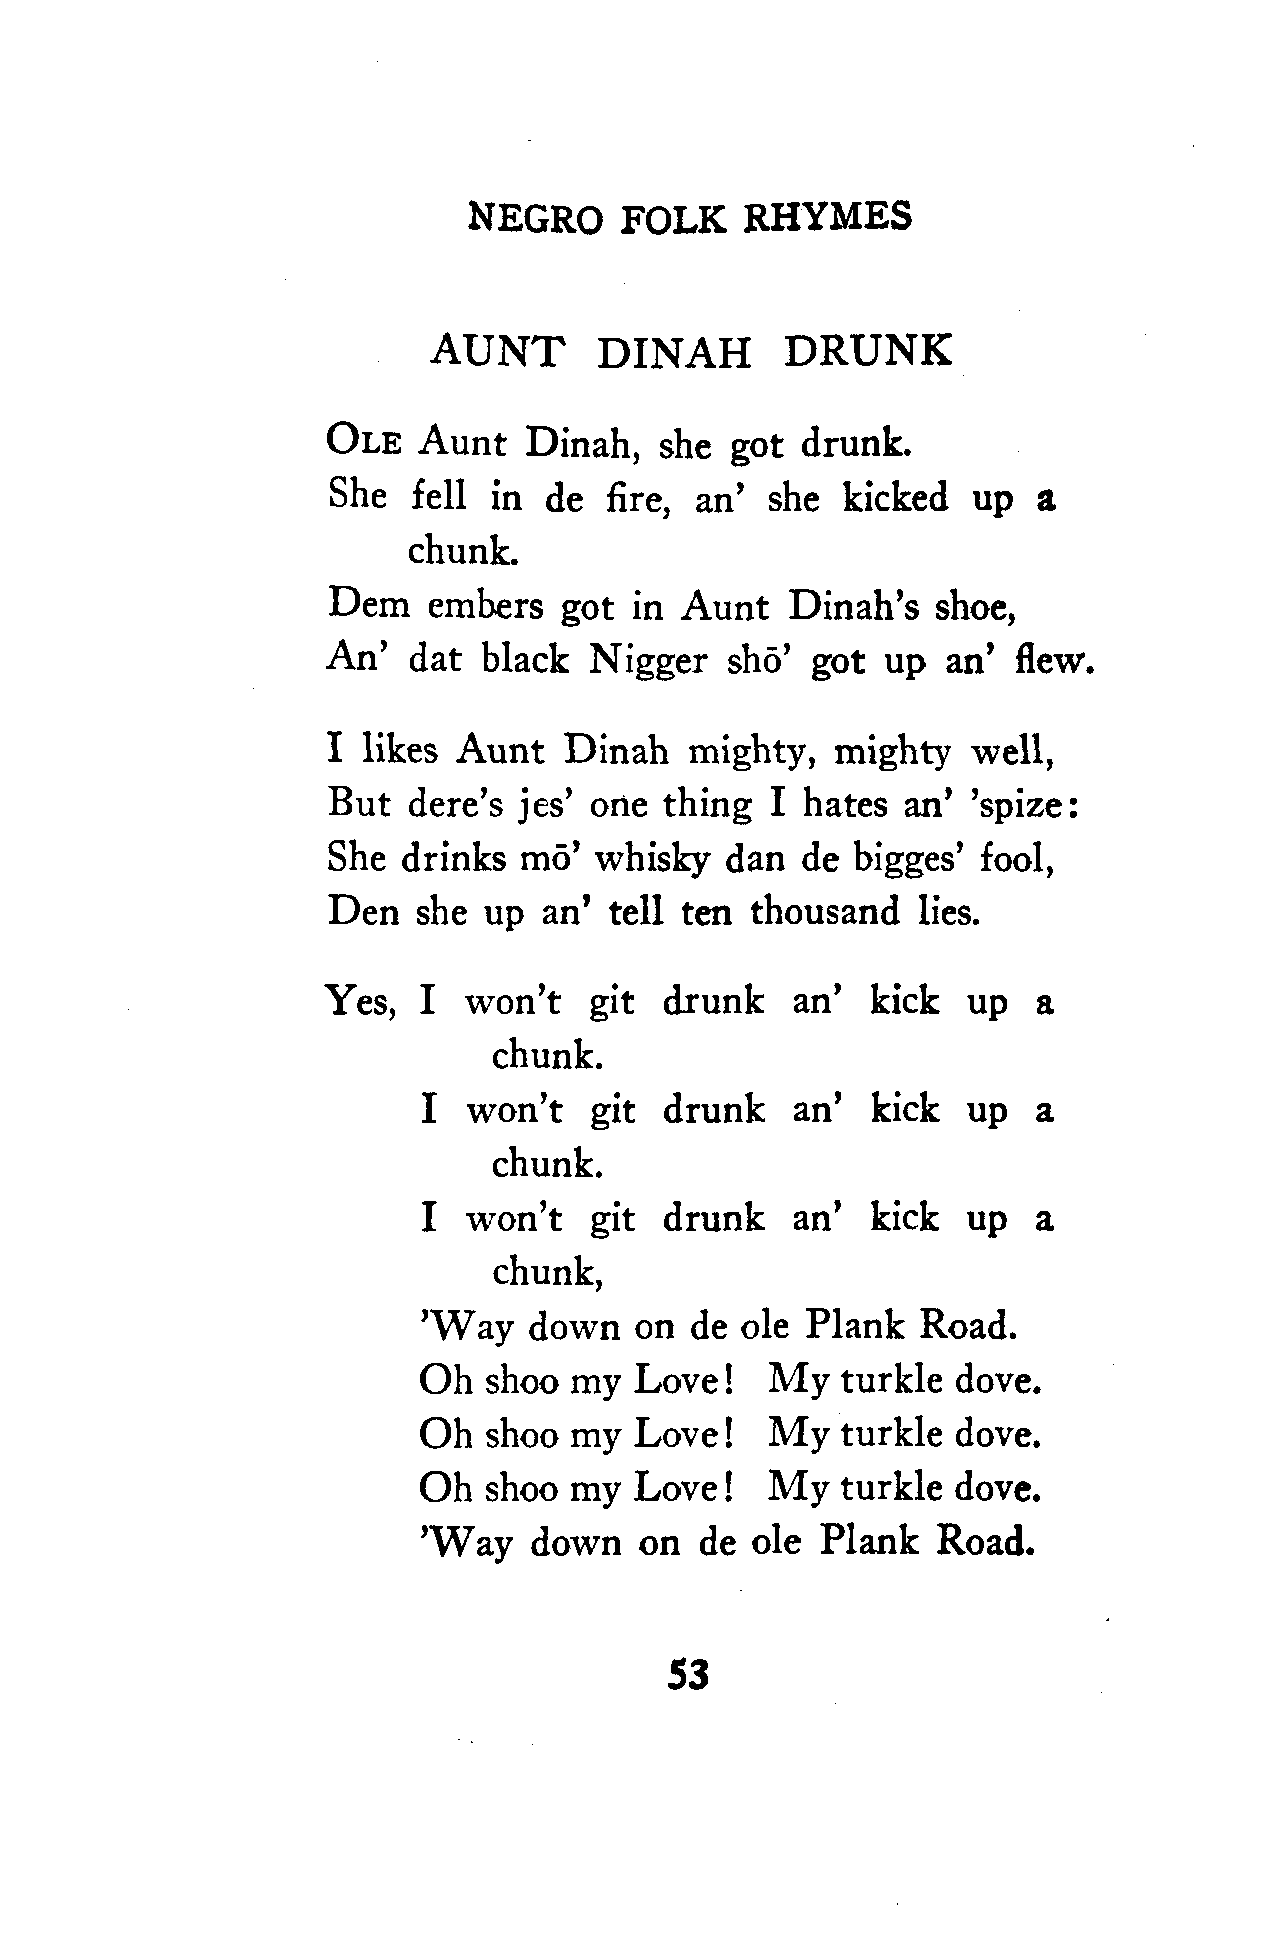 NEGRO FOLK RHYMES
AUNT DINAH DRUNK
OLE Aunt Dinah, she got drunk.
She fell in de fire, an' she kicked up a
chunk.
Dem embers got in Aunt Dinah's shoe,
An' dat black Nigger shō' got up an' flew.
I likes Aunt Dinah mighty, mighty well,
But dere's jes' one thing I hates an' 'spize:
She drinks mō' whisky dan de bigges' fool,
Den she up an' tell ten thousand lies.
Yes, I won't git drunk an' kick up a
chunk.
I won't git drunk an' kick up a
chunk.
I won't git drunk an' kick up a
chunk,
'Way down on de ole Plank Road.
Oh shoo my Love! My turkle dove.
Oh shoo my Love! My turkle dove.
Oh shoo my Love! My turkle dove.
'Way down on de ole Plank Road.
53